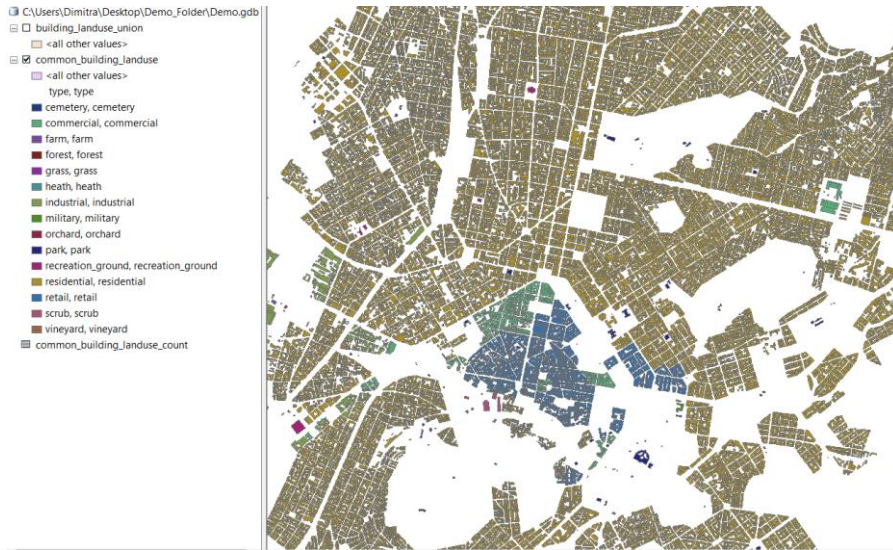 C:\Users\Dimitra\Desktop\Demo_Folder\Demo.gdb
building_landuse_union
<all other values>
common_building_landuse
<all other values>
type, type
cemetery, cemetery
commercial, commercial
farm, farm
forest, forest
grass, grass
heath, heath
industrial, industrial
military, military
orchard, orchard
park, park
recreation_ground, recreation_ground
residential, residential
retail, retail
scrub, scrub
vineyard, vineyard
common_building_landuse_count